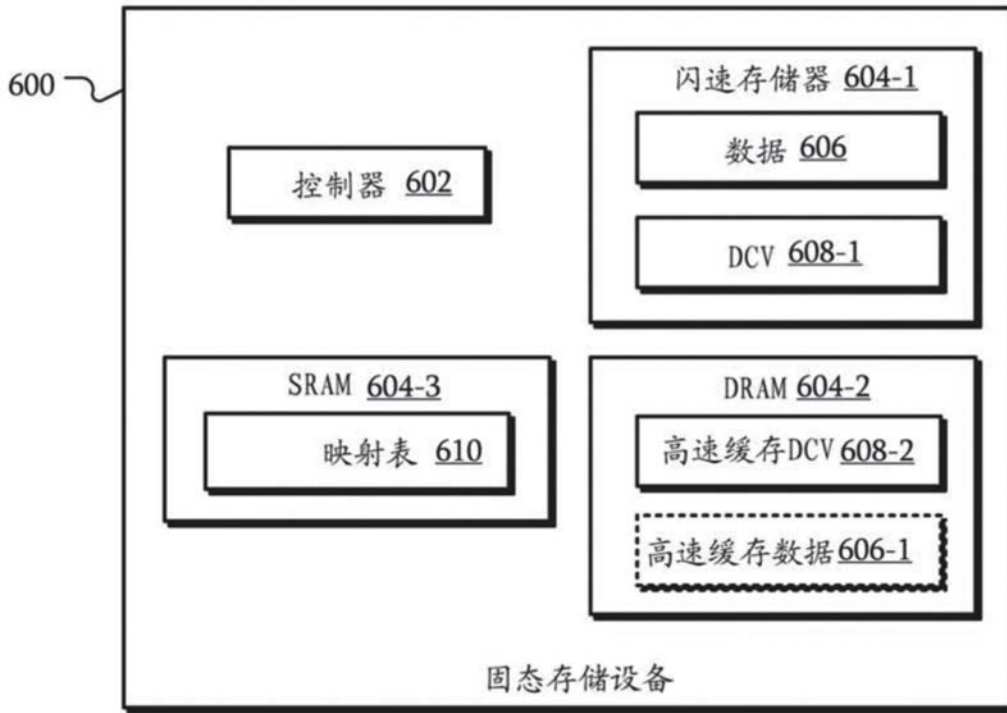 600
闪速存储器 604-1
数据 606
控制器 602
DCV 608-1
SRAM 604-3
映射表 610
DRAM 604-2
高速缓存DCV 608-2
高速缓存数据 606-1
固态存储设备